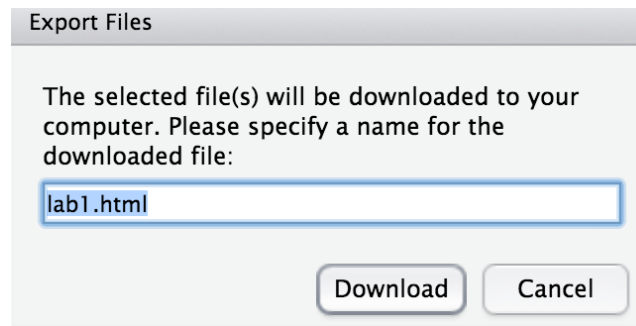 Export Files
The selected file(s) will be downloaded to your
computer. Please specify a name for the
downloaded file:
lab1.html
Download Cancel